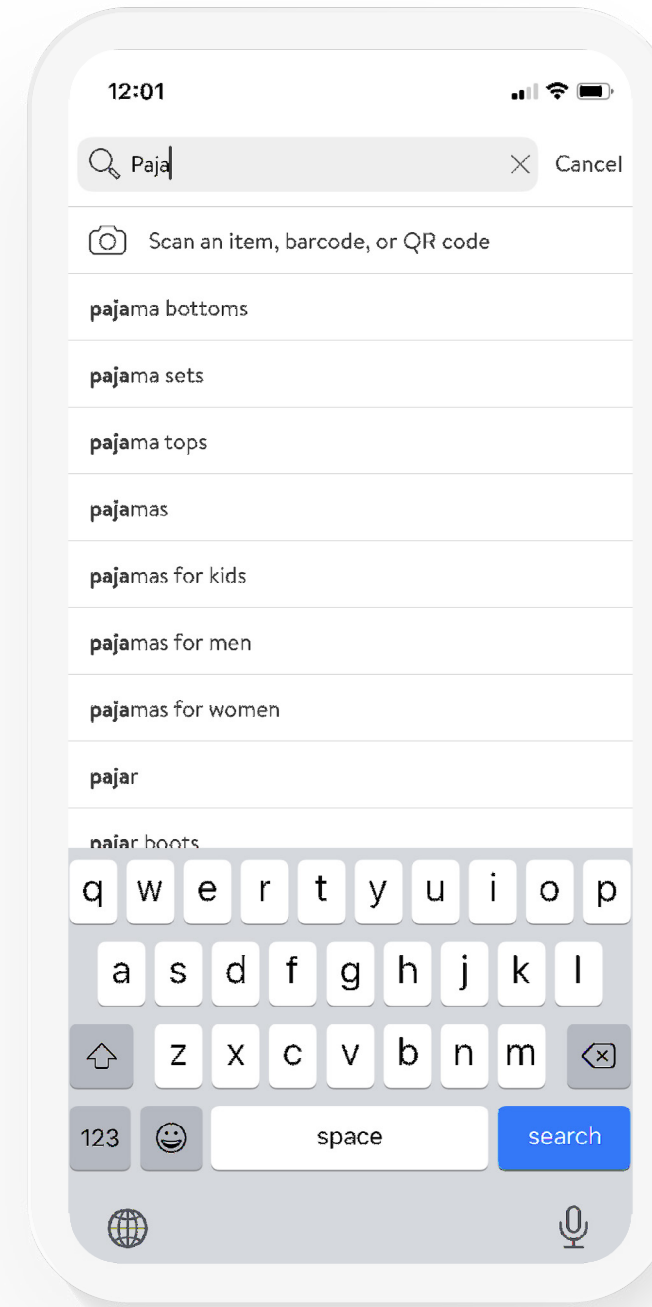 12:01
Paja Cancel
Scan an item, barcode, or QR code
pajama bottoms
pajama sets
pajama tops
pajamas
pajamas for kids
pajamas for men
pajamas for women
pajar
pajar boots
q w e r t y u i o p
a s d f g h j k l
z x c v b n m
123 space search